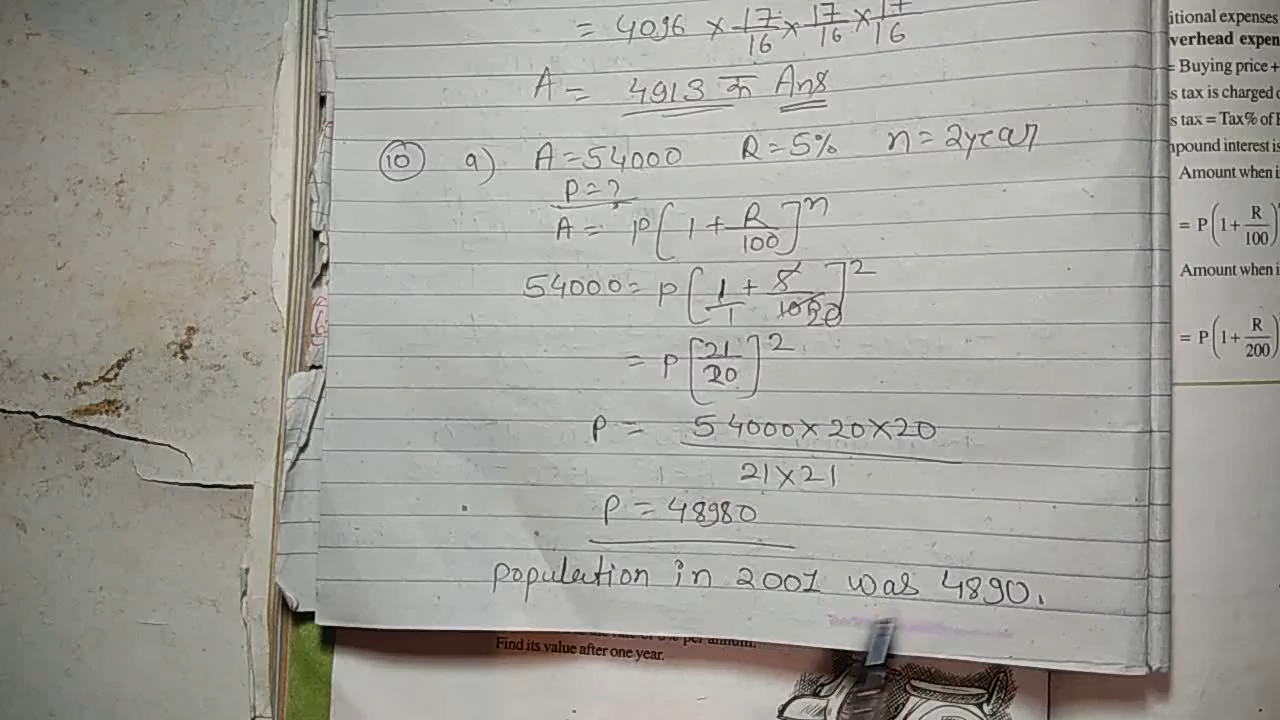 = 4096 × 17/16 × 17/16 × 17/16
A = 4913 रू Ans
⑩ a) A = 54000 R = 5% n = 2year
P = ?
A = P[1 + R/100]^n
54000 = P[1/1 + 5/100 20]^2
= P[21/20]^2
P = 54000×20×20
21×21
P = 48980
population in 2001 was 4890.
itional expenses
verhead expen
= Buying price +
s tax is charged
s tax = Tax% of
pound interest is
Amount when i
= P(1+ R/100)
Amount when i
= P(1+ R/200)
per annum.
Find its value after one year.